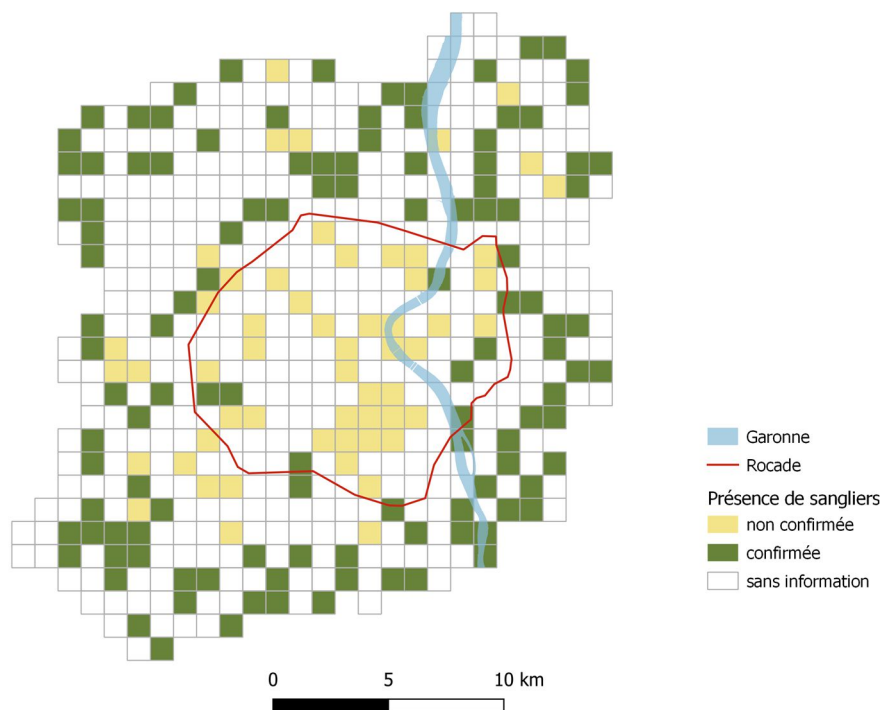 Garonne
Rocade
Présence de sangliers
non confirmée
confirmée
sans information
0 5 10 km